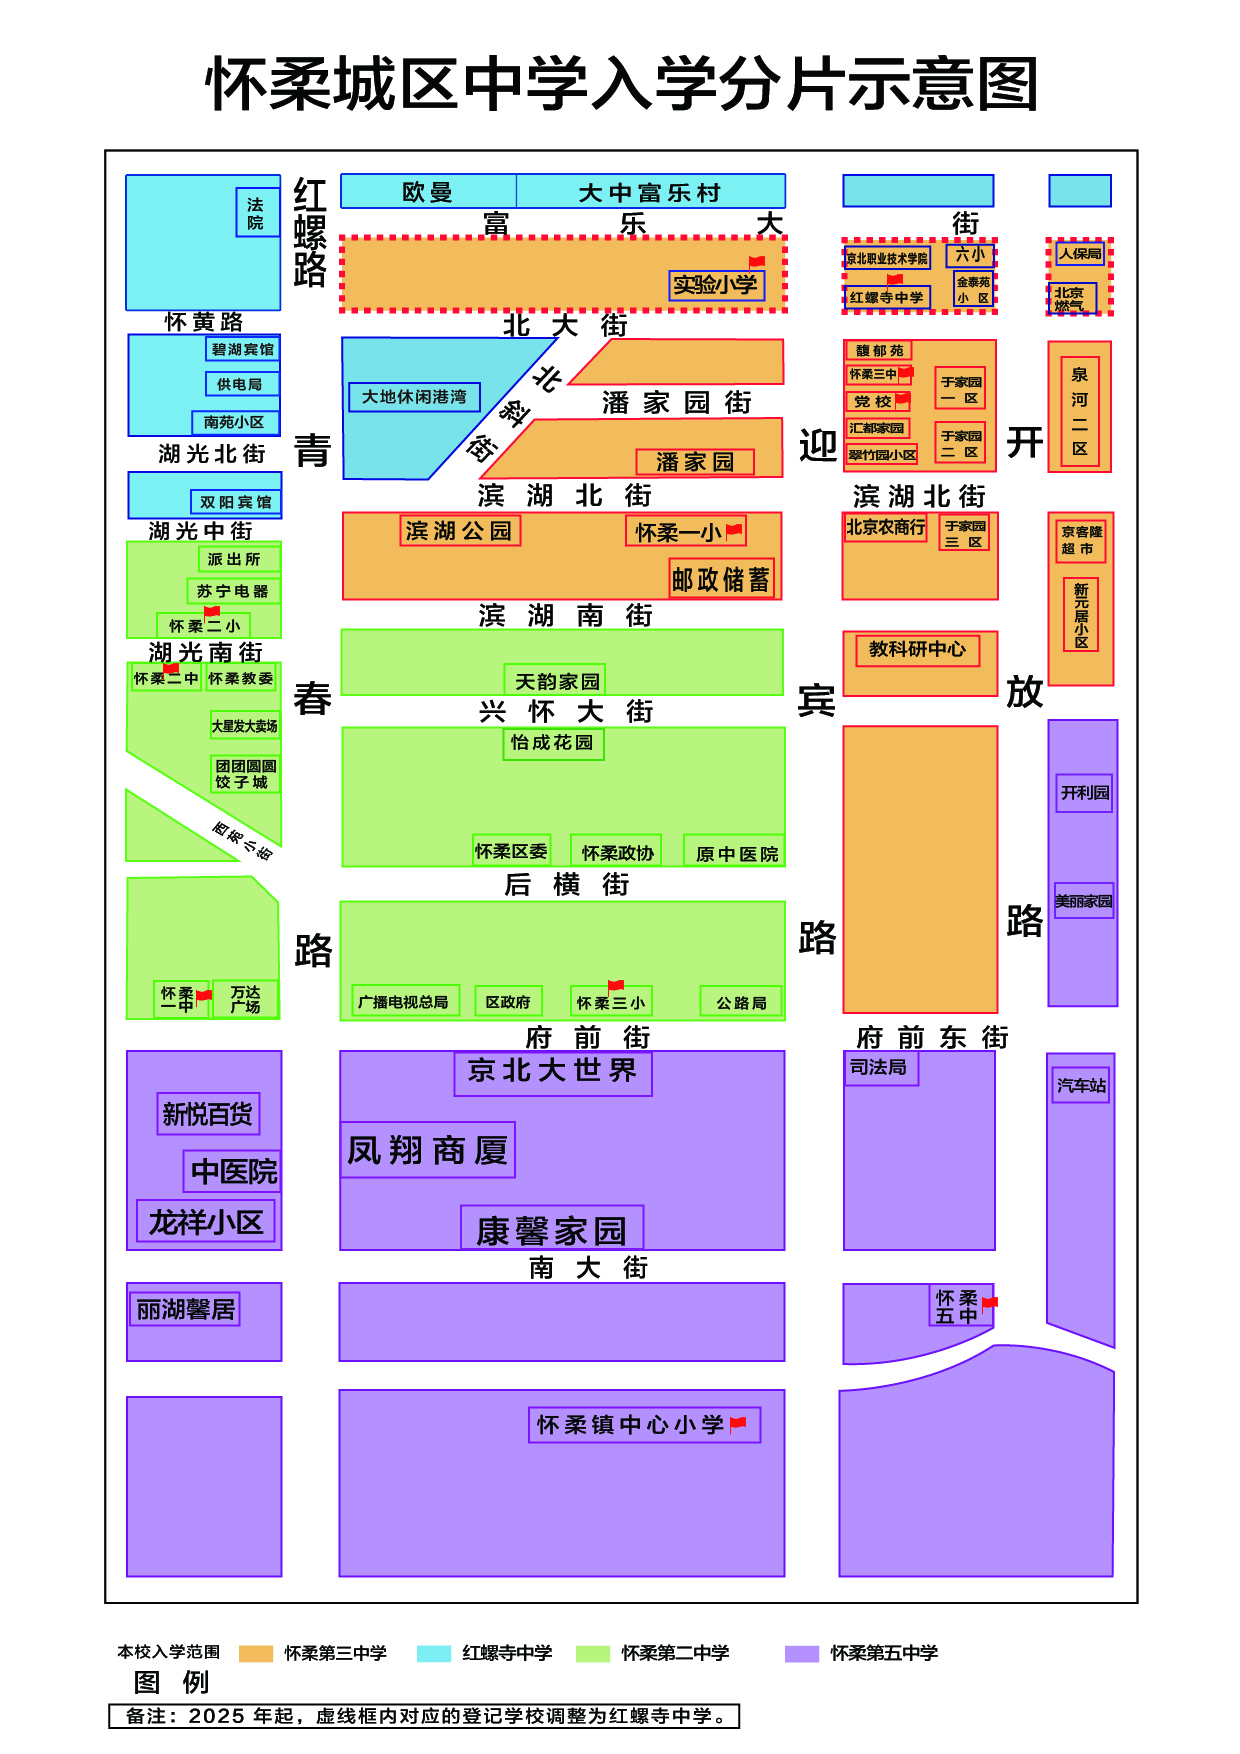 怀柔城区中学入学分片示意图
法院
红螺路
欧曼
大中富乐村
富乐大街
实验小学
京北职业技术学院
六小
红螺寺中学
金泰苑
小区
人保局
北京
燃气
怀黄路
北大街
碧湖宾馆
供电局
南苑小区
大地休闲港湾
北斜街
潘家园街
潘家园
馥郁苑
怀柔三中
党校
汇都家园
翠竹园小区
于家园
一区
于家园
二区
泉河二区
湖光北街
青春路
迎宾路
开放路
滨湖北街
滨湖北街
双阳宾馆
湖光中街
滨湖公园
怀柔一小
邮政储蓄
北京农商行
于家园
三区
京客隆
超市
新元居小区
派出所
苏宁电器
怀柔二小
滨湖南街
湖光南街
怀柔二中
怀柔教委
天韵家园
教科研中心
兴怀大街
大星发大卖场
团团圆圆
饺子城
怡成花园
开利园
西苑小街
怀柔区委
怀柔政协
原中医院
后横街
美丽家园
怀柔
一中
万达
广场
广播电视总局
区政府
怀柔三小
公路局
府前街
府前东街
新悦百货
中医院
龙祥小区
京北大世界
凤翔商厦
康馨家园
司法局
汽车站
南大街
丽湖馨居
怀柔
五中
怀柔镇中心小学
本校入学范围
怀柔第三中学
红螺寺中学
怀柔第二中学
怀柔第五中学
图例
备注：2025 年起，虚线框内对应的登记学校调整为红螺寺中学。